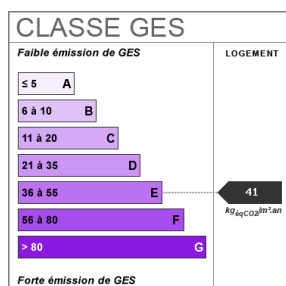 CLASSE GES
Faible émission de GES
LOGEMENT
≤ 5 A
6 à 10 B
11 à 20 C
21 à 35 D
36 à 55 E
41
kgéqCO2/m².an
56 à 80 F
> 80 G
Forte émission de GES